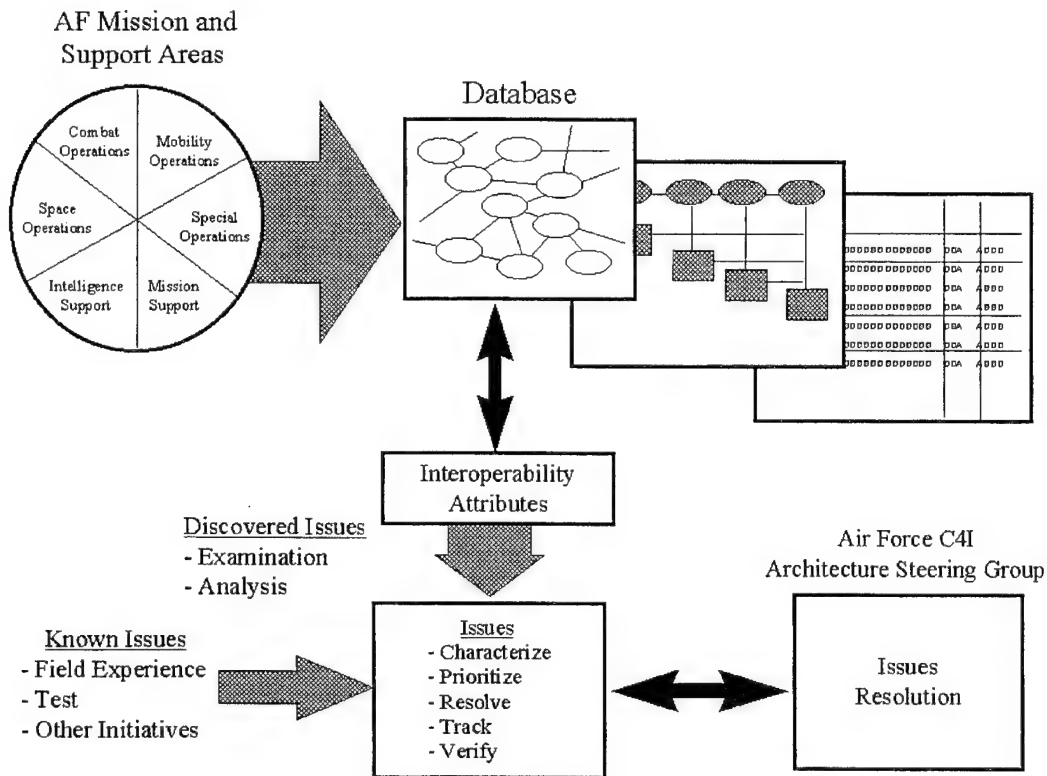 AF Mission and
Support Areas
Combat
Operations
Mobility
Operations
Space
Operations
Special
Operations
Intelligence
Support
Mission
Support
Database
Interoperability
Attributes
Discovered Issues
- Examination
- Analysis
Known Issues
- Field Experience
- Test
- Other Initiatives
Issues
- Characterize
- Prioritize
- Resolve
- Track
- Verify
Air Force C4I
Architecture Steering Group
Issues
Resolution